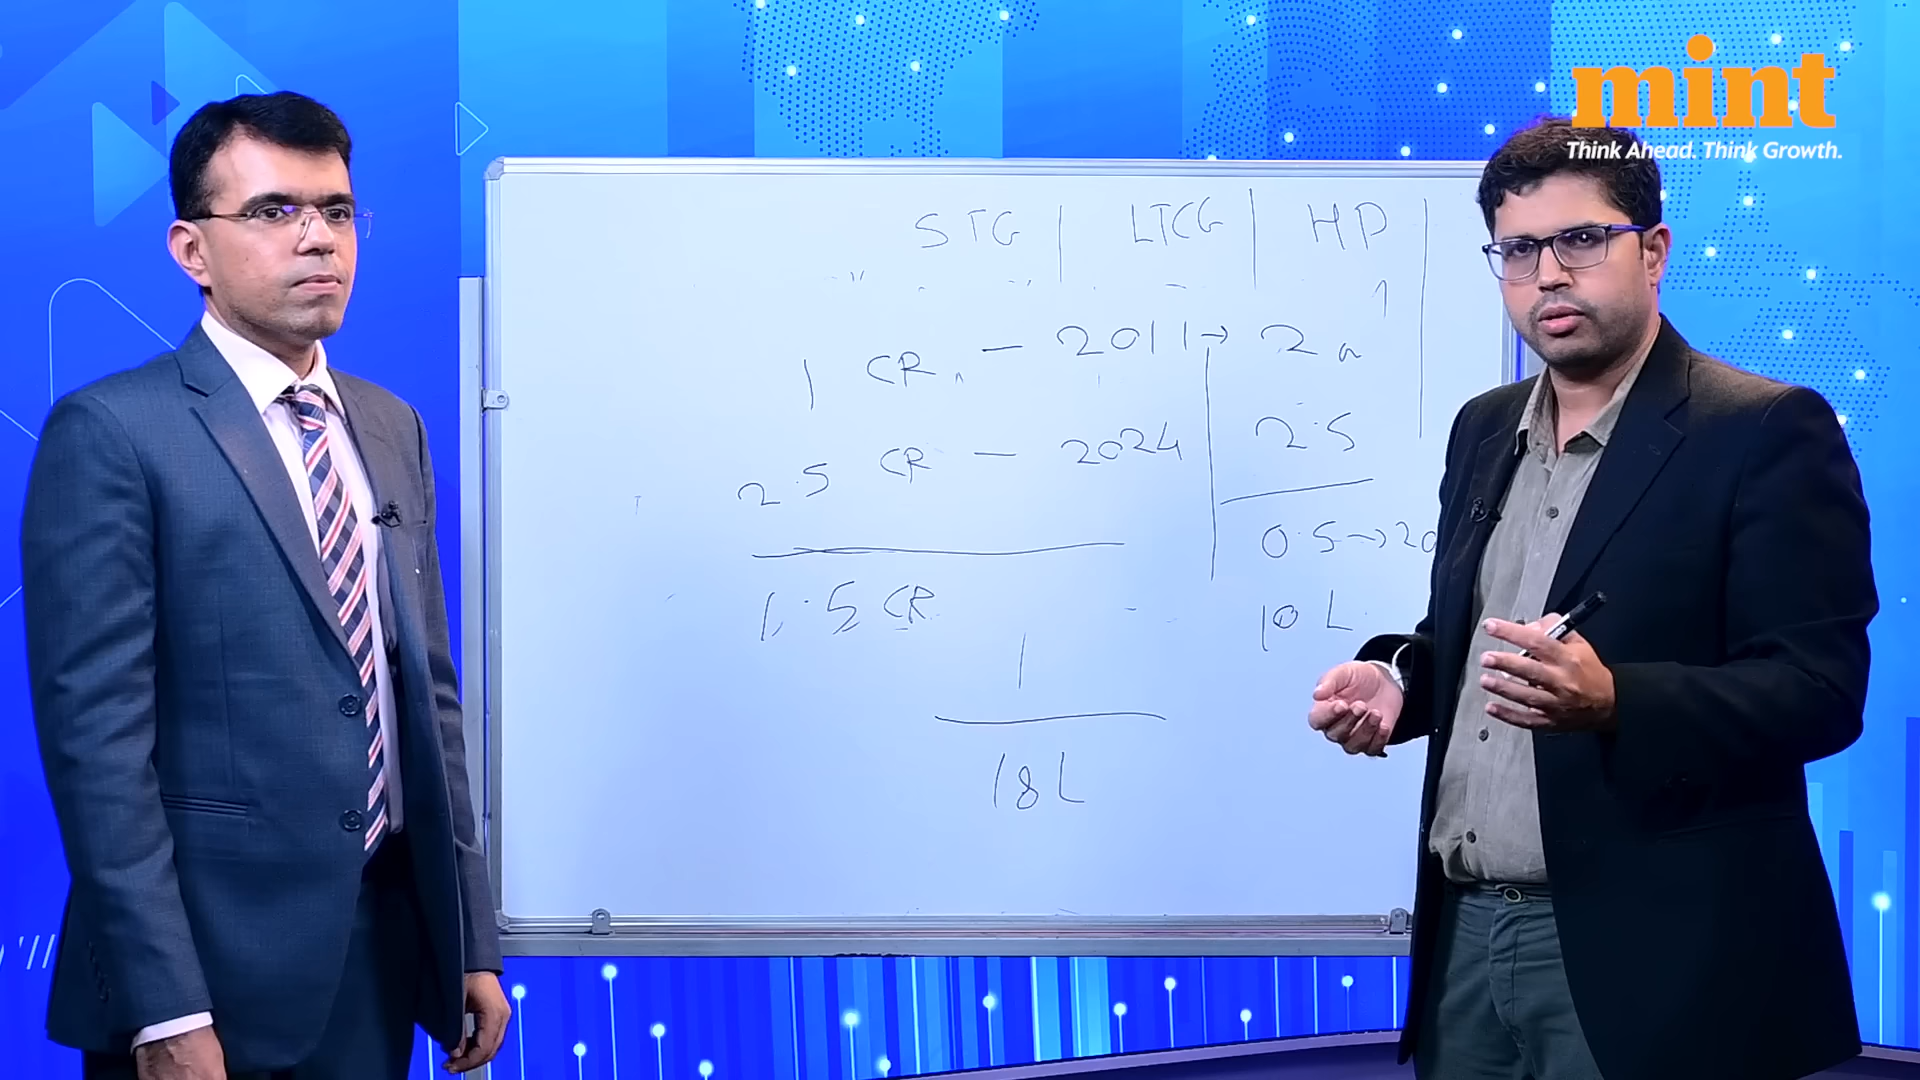 mint
Think Ahead. Think Growth.
STG | LTCG | HP |
1 CR. — 2011 → 2
2.5 CR — 2024 2.5
0.5 →
1.5 CR 10 L
1
18 L